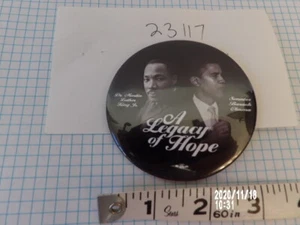 23117
Dr. Martin
Luther
King, Jr.
Barack
Obama
A
Legacy
of Hope
2020/11/18
10:31
1 2 3
60in